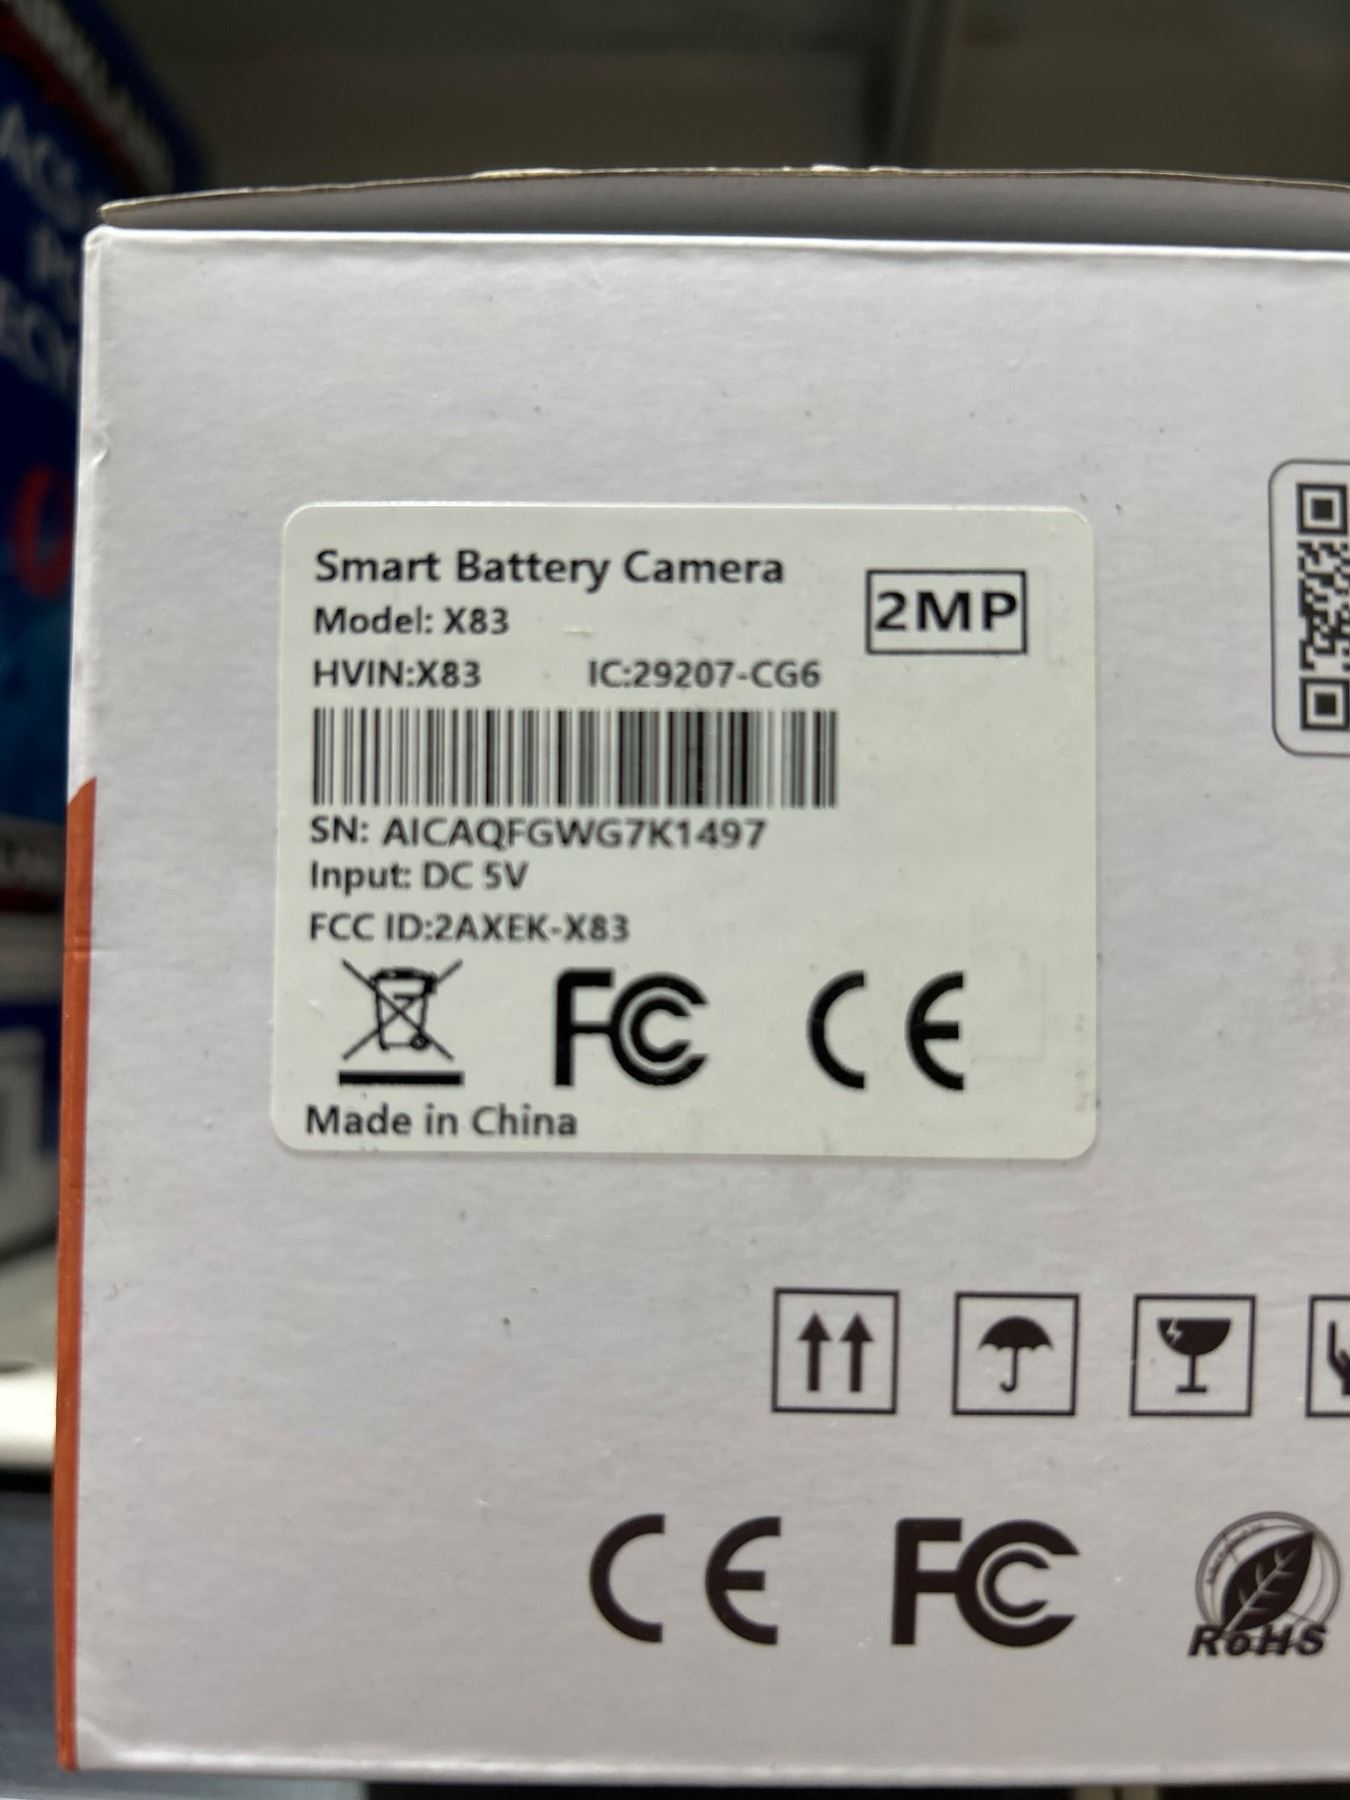 Smart Battery Camera
2MP
Model: X83
HVIN:X83 IC:29207-CG6
SN: AICAQFGWG7K1497
Input: DC 5V
FCC ID:2AXEK-X83
FC CE
Made in China
CE FC RoHS